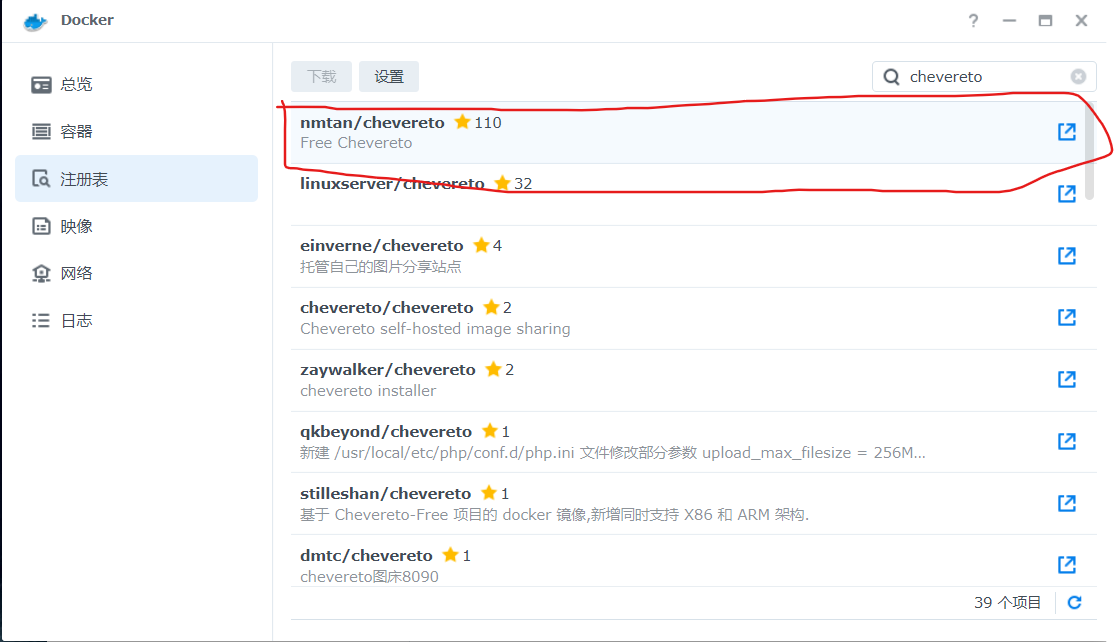 Docker
总览
容器
注册表
映像
网络
日志
下载 设置 chevereto
nmtan/chevereto 110
Free Chevereto
linuxserver/chevereto 32
einverne/chevereto 4
托管自己的图片分享站点
chevereto/chevereto 2
Chevereto self-hosted image sharing
zaywalker/chevereto 2
chevereto installer
qkbeyond/chevereto 1
新建 /usr/local/etc/php/conf.d/php.ini 文件修改部分参数 upload_max_filesize = 256M...
stilleshan/chevereto 1
基于 Chevereto-Free 项目的 docker 镜像,新增同时支持 X86 和 ARM 架构.
dmtc/chevereto 1
chevereto图床8090
39 个项目